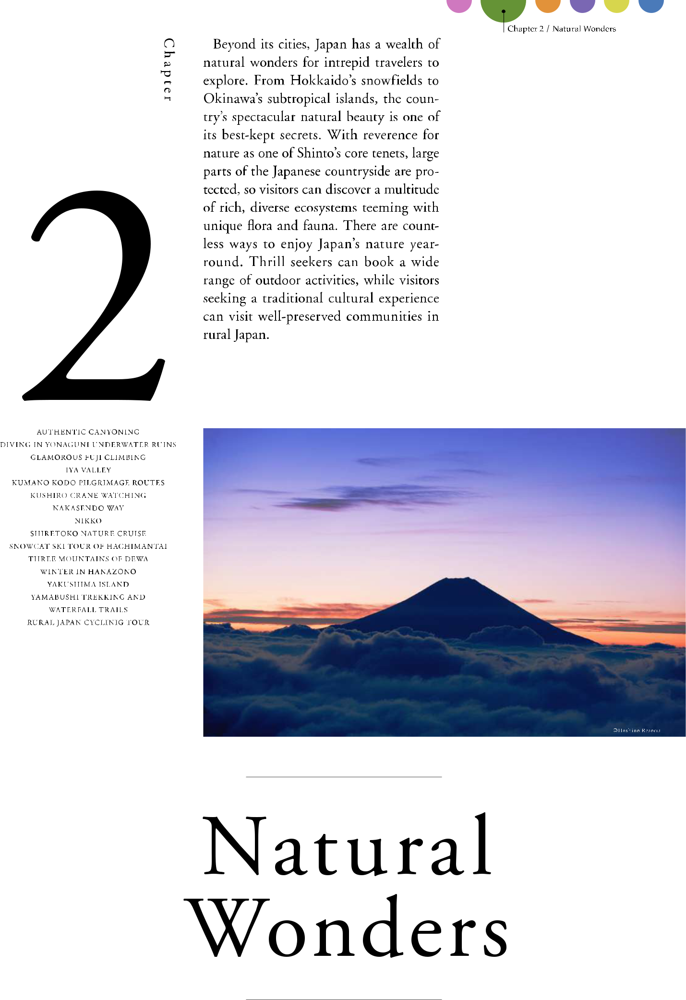 Chapter 2 / Natural Wonders
Chapter
2
Beyond its cities, Japan has a wealth of
natural wonders for intrepid travelers to
explore. From Hokkaido’s snowfields to
Okinawa’s subtropical islands, the coun-
try’s spectacular natural beauty is one of
its best-kept secrets. With reverence for
nature as one of Shinto’s core tenets, large
parts of the Japanese countryside are pro-
tected, so visitors can discover a multitude
of rich, diverse ecosystems teeming with
unique flora and fauna. There are count-
less ways to enjoy Japan’s nature year-
round. Thrill seekers can book a wide
range of outdoor activities, while visitors
seeking a traditional cultural experience
can visit well-preserved communities in
rural Japan.
AUTHENTIC CANYONING
DIVING IN YONAGUNI UNDERWATER RUINS
GLAMOROUS FUJI CLIMBING
IYA VALLEY
KUMANO KODO PILGRIMAGE ROUTES
KUSHIRO CRANE WATCHING
NAKASENDO WAY
NIKKO
SHIRETOKO NATURE CRUISE
SNOWCAT SKI TOUR OF HACHIMANTAI
THREE MOUNTAINS OF DEWA
WINTER IN HANAZONO
YAKUSHIMA ISLAND
YAMABUSHI TREKKING AND
WATERFALL TRAILS
RURAL JAPAN CYCLINIG TOUR
©Hoshino Resorts
Natural
Wonders